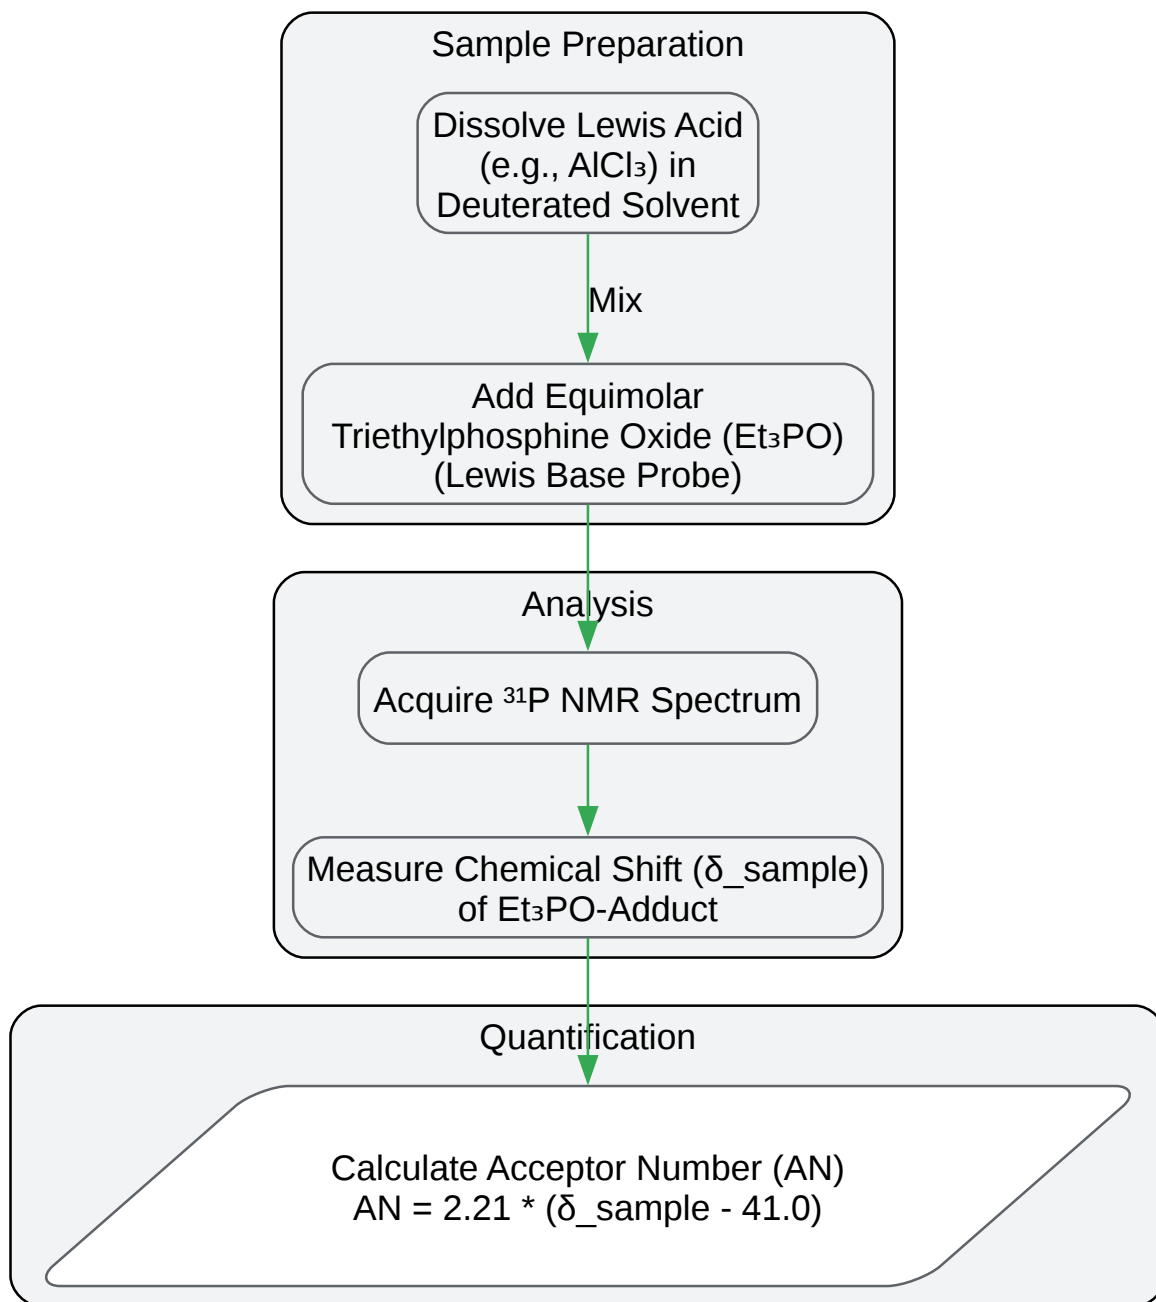 Sample Preparation
Dissolve Lewis Acid
(e.g., AlCl₃) in
Deuterated Solvent
Mix
Add Equimolar
Triethylphosphine Oxide (Et₃PO)
(Lewis Base Probe)
Analysis
Acquire ³¹P NMR Spectrum
Measure Chemical Shift (δ_sample)
of Et₃PO-Adduct
Quantification
Calculate Acceptor Number (AN)
AN = 2.21 * (δ_sample - 41.0)